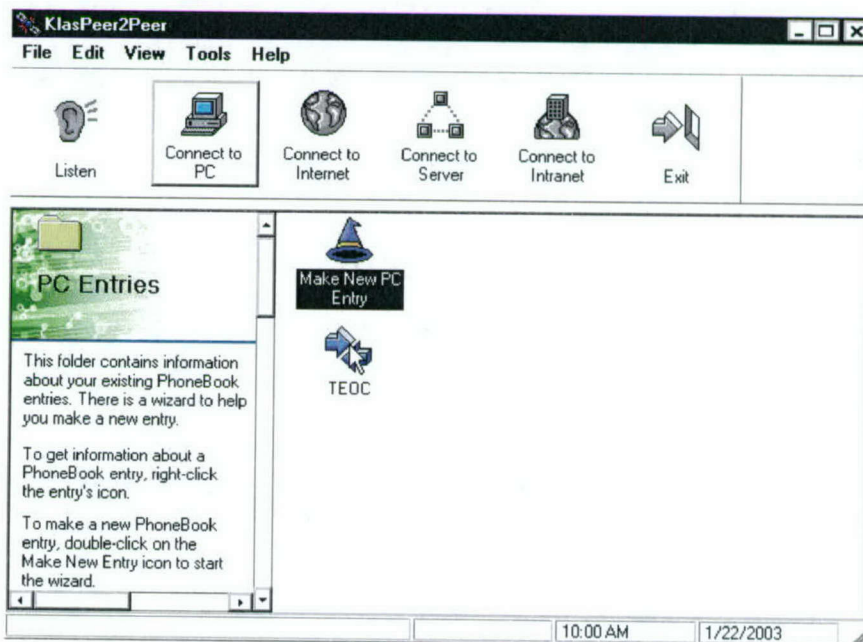 KlasPeer2Peer
File Edit View Tools Help
Listen
Connect to
PC
Connect to
Internet
Connect to
Server
Connect to
Intranet
Exit
PC Entries
This folder contains information
about your existing PhoneBook
entries. There is a wizard to help
you make a new entry.
To get information about a
PhoneBook entry, right-click
the entry's icon.
To make a new PhoneBook
entry, double-click on the
Make New Entry icon to start
the wizard.
Make New PC
Entry
TEOC
10:00 AM
1/22/2003